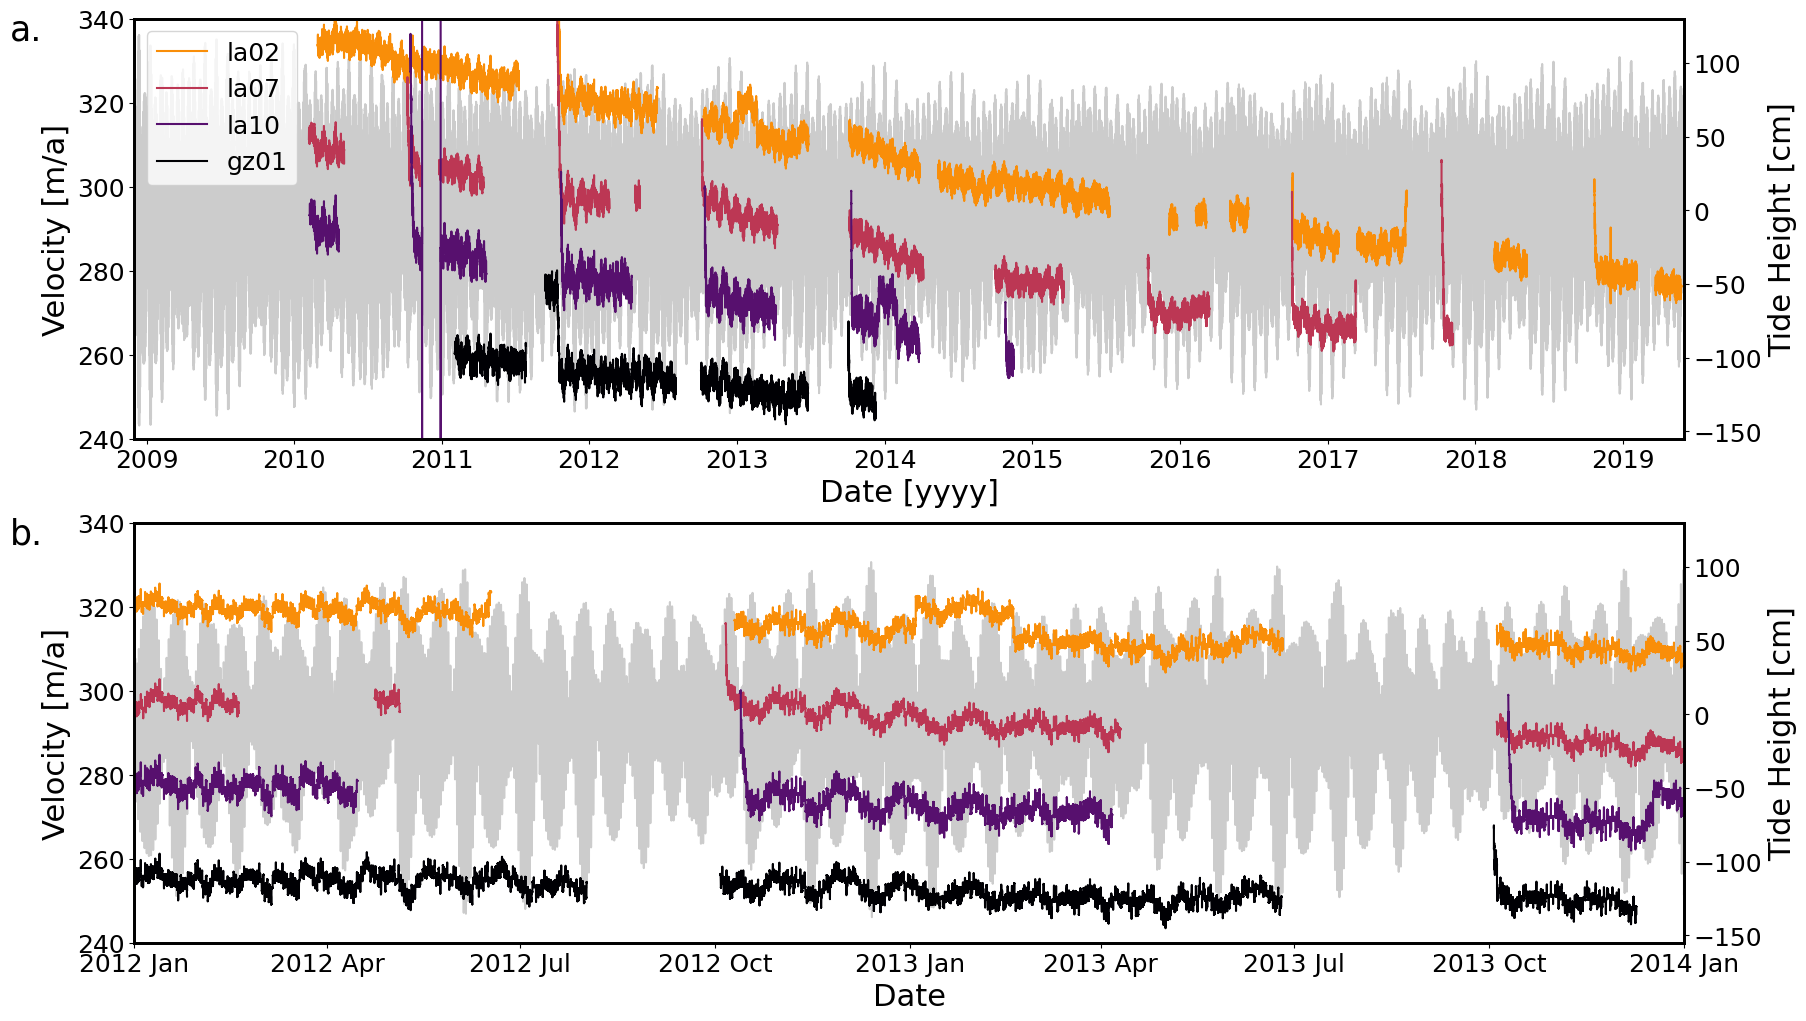 a.
340
320
300
280
260
240
Velocity [m/a]
la02
la07
la10
gz01
100
50
0
−50
−100
−150
Tide Height [cm]
2009 2010 2011 2012 2013 2014 2015 2016 2017 2018 2019
Date [yyyy]
b.
340
320
300
280
260
240
Velocity [m/a]
100
50
0
−50
−100
−150
Tide Height [cm]
2012 Jan 2012 Apr 2012 Jul 2012 Oct 2013 Jan 2013 Apr 2013 Jul 2013 Oct 2014 Jan
Date